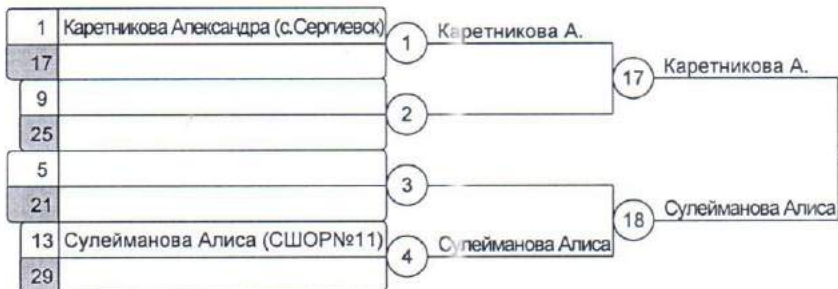 1 Каретникова Александра (с.Сергиевск) 1 Каретникова А.
17
17 Каретникова А.
9
2
25
5
3
21
18 Сулейманова Алиса
13 Сулейманова Алиса (СШОР№11) 4 Сулейманова Алиса
29